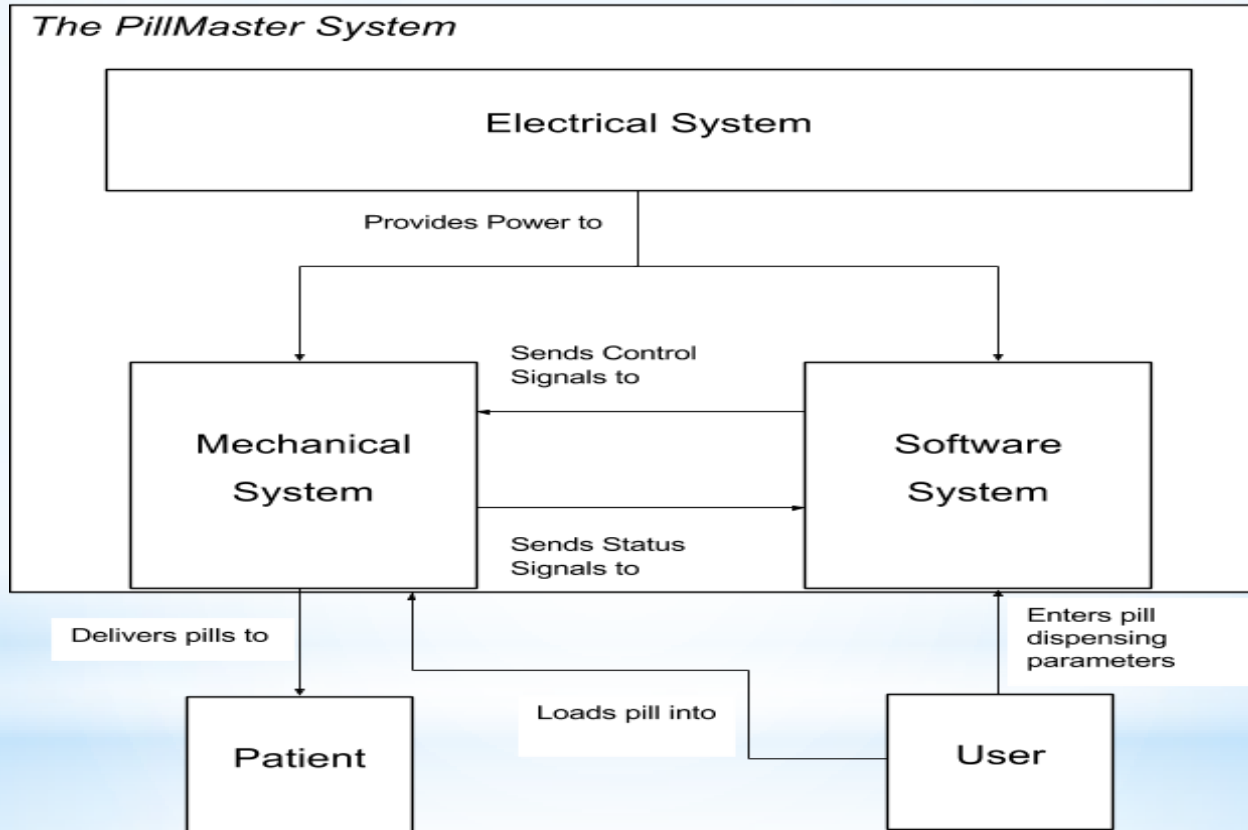 The PillMaster System
Electrical System
Provides Power to
Sends Control
Signals to
Mechanical
System
Software
System
Sends Status
Signals to
Delivers pills to
Enters pill
dispensing
parameters
Loads pill into
Patient
User